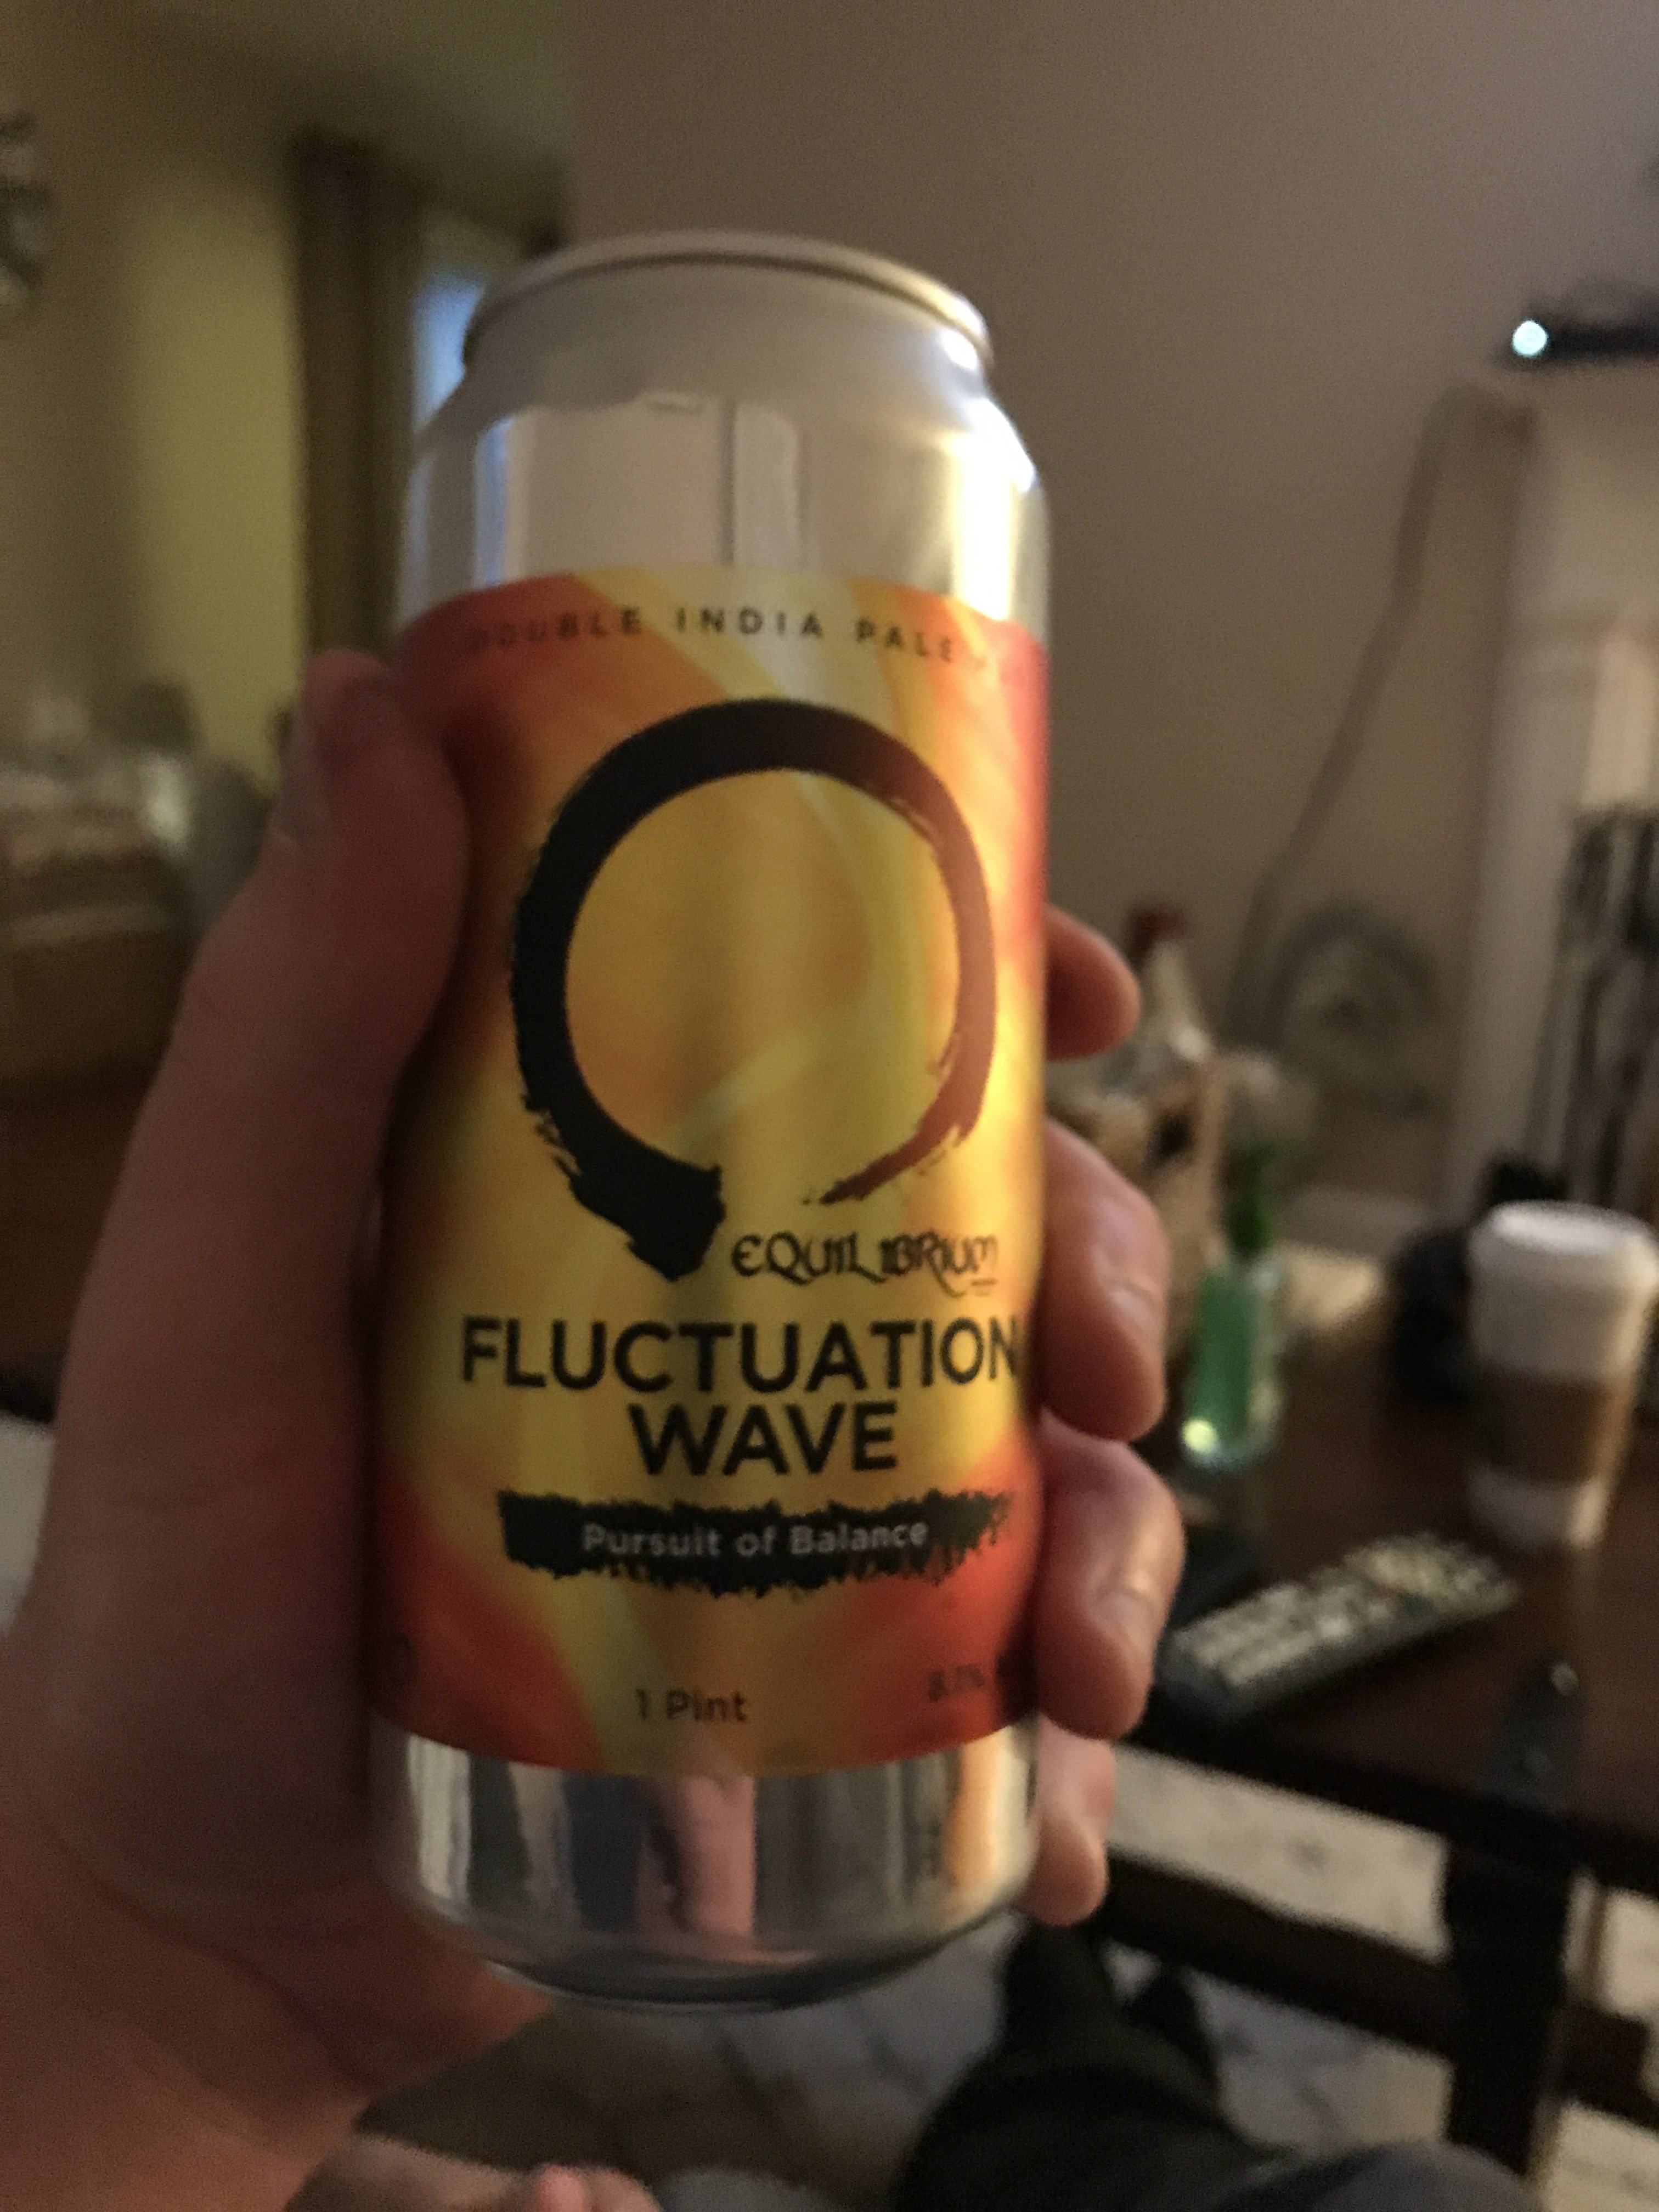 DOUBLE INDIA PALE
EQUILIBRIUM
FLUCTUATION
WAVE
Pursuit of Balance
1 Pint